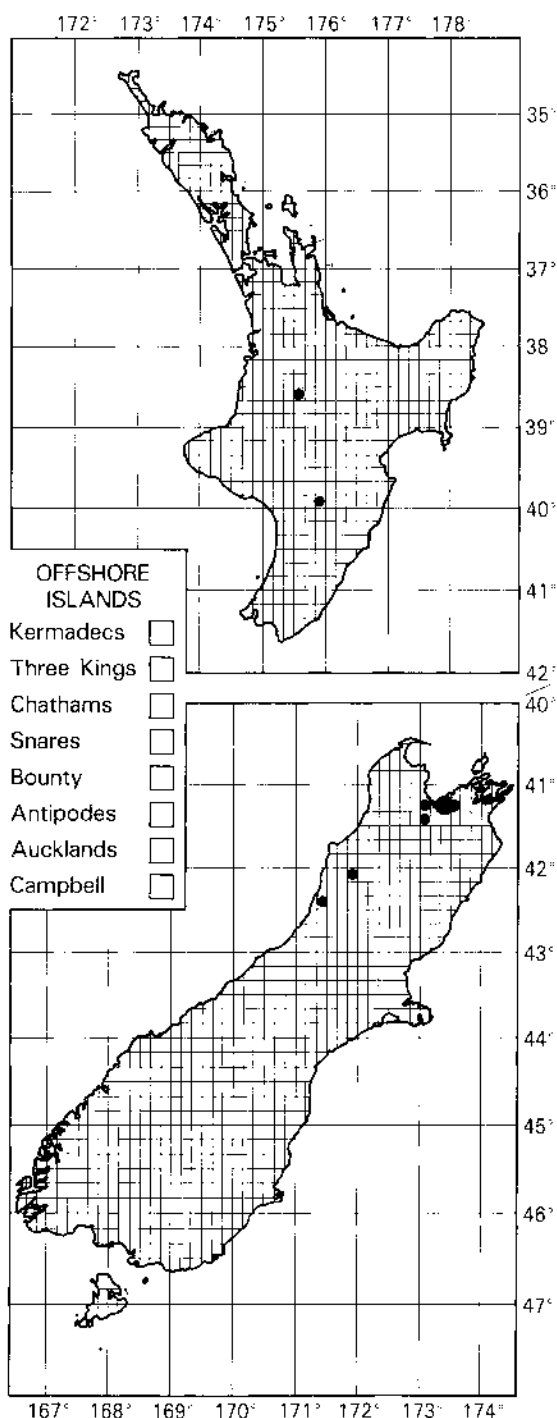 172° 173° 174° 175° 176° 177° 178°
35°
36°
37°
38°
39°
40°
41°
42°
OFFSHORE
ISLANDS
Kermadecs
Three Kings
Chathams
Snares
Bounty
Antipodes
Aucklands
Campbell
40°
41°
42°
43°
44°
45°
46°
47°
167° 168° 169° 170° 171° 172° 173° 174°